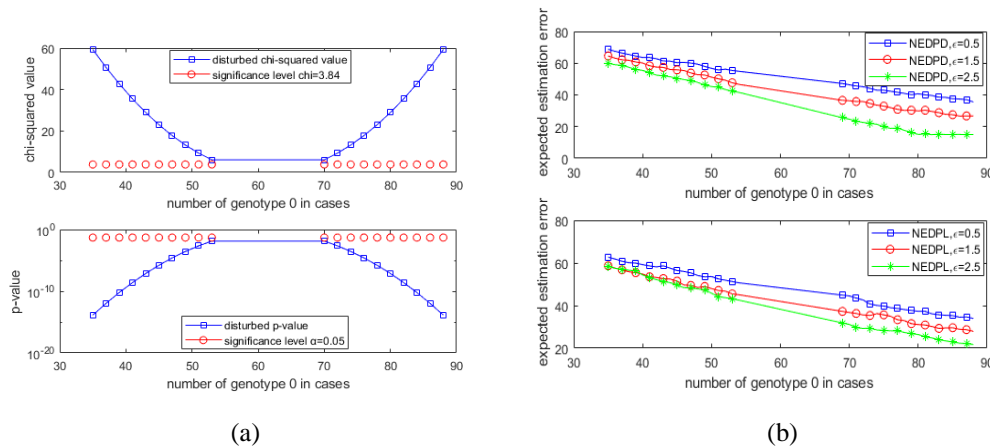 60
40
20
0
chi-squared value
disturbed chi-squared value
significance level chi=3.84
30 40 50 60 70 80 90
number of genotype 0 in cases
10^0
10^-10
10^-20
p-value
disturbed p-value
significance level α=0.05
30 40 50 60 70 80 90
number of genotype 0 in cases
(a)
80
60
40
20
0
expected estimation error
NEDPD,ϵ=0.5
NEDPD,ϵ=1.5
NEDPD,ϵ=2.5
30 40 50 60 70 80 90
number of genotype 0 in cases
80
60
40
20
expected estimation error
NEDPL,ϵ=0.5
NEDPL,ϵ=1.5
NEDPL,ϵ=2.5
30 40 50 60 70 80 90
number of genotype 0 in cases
(b)